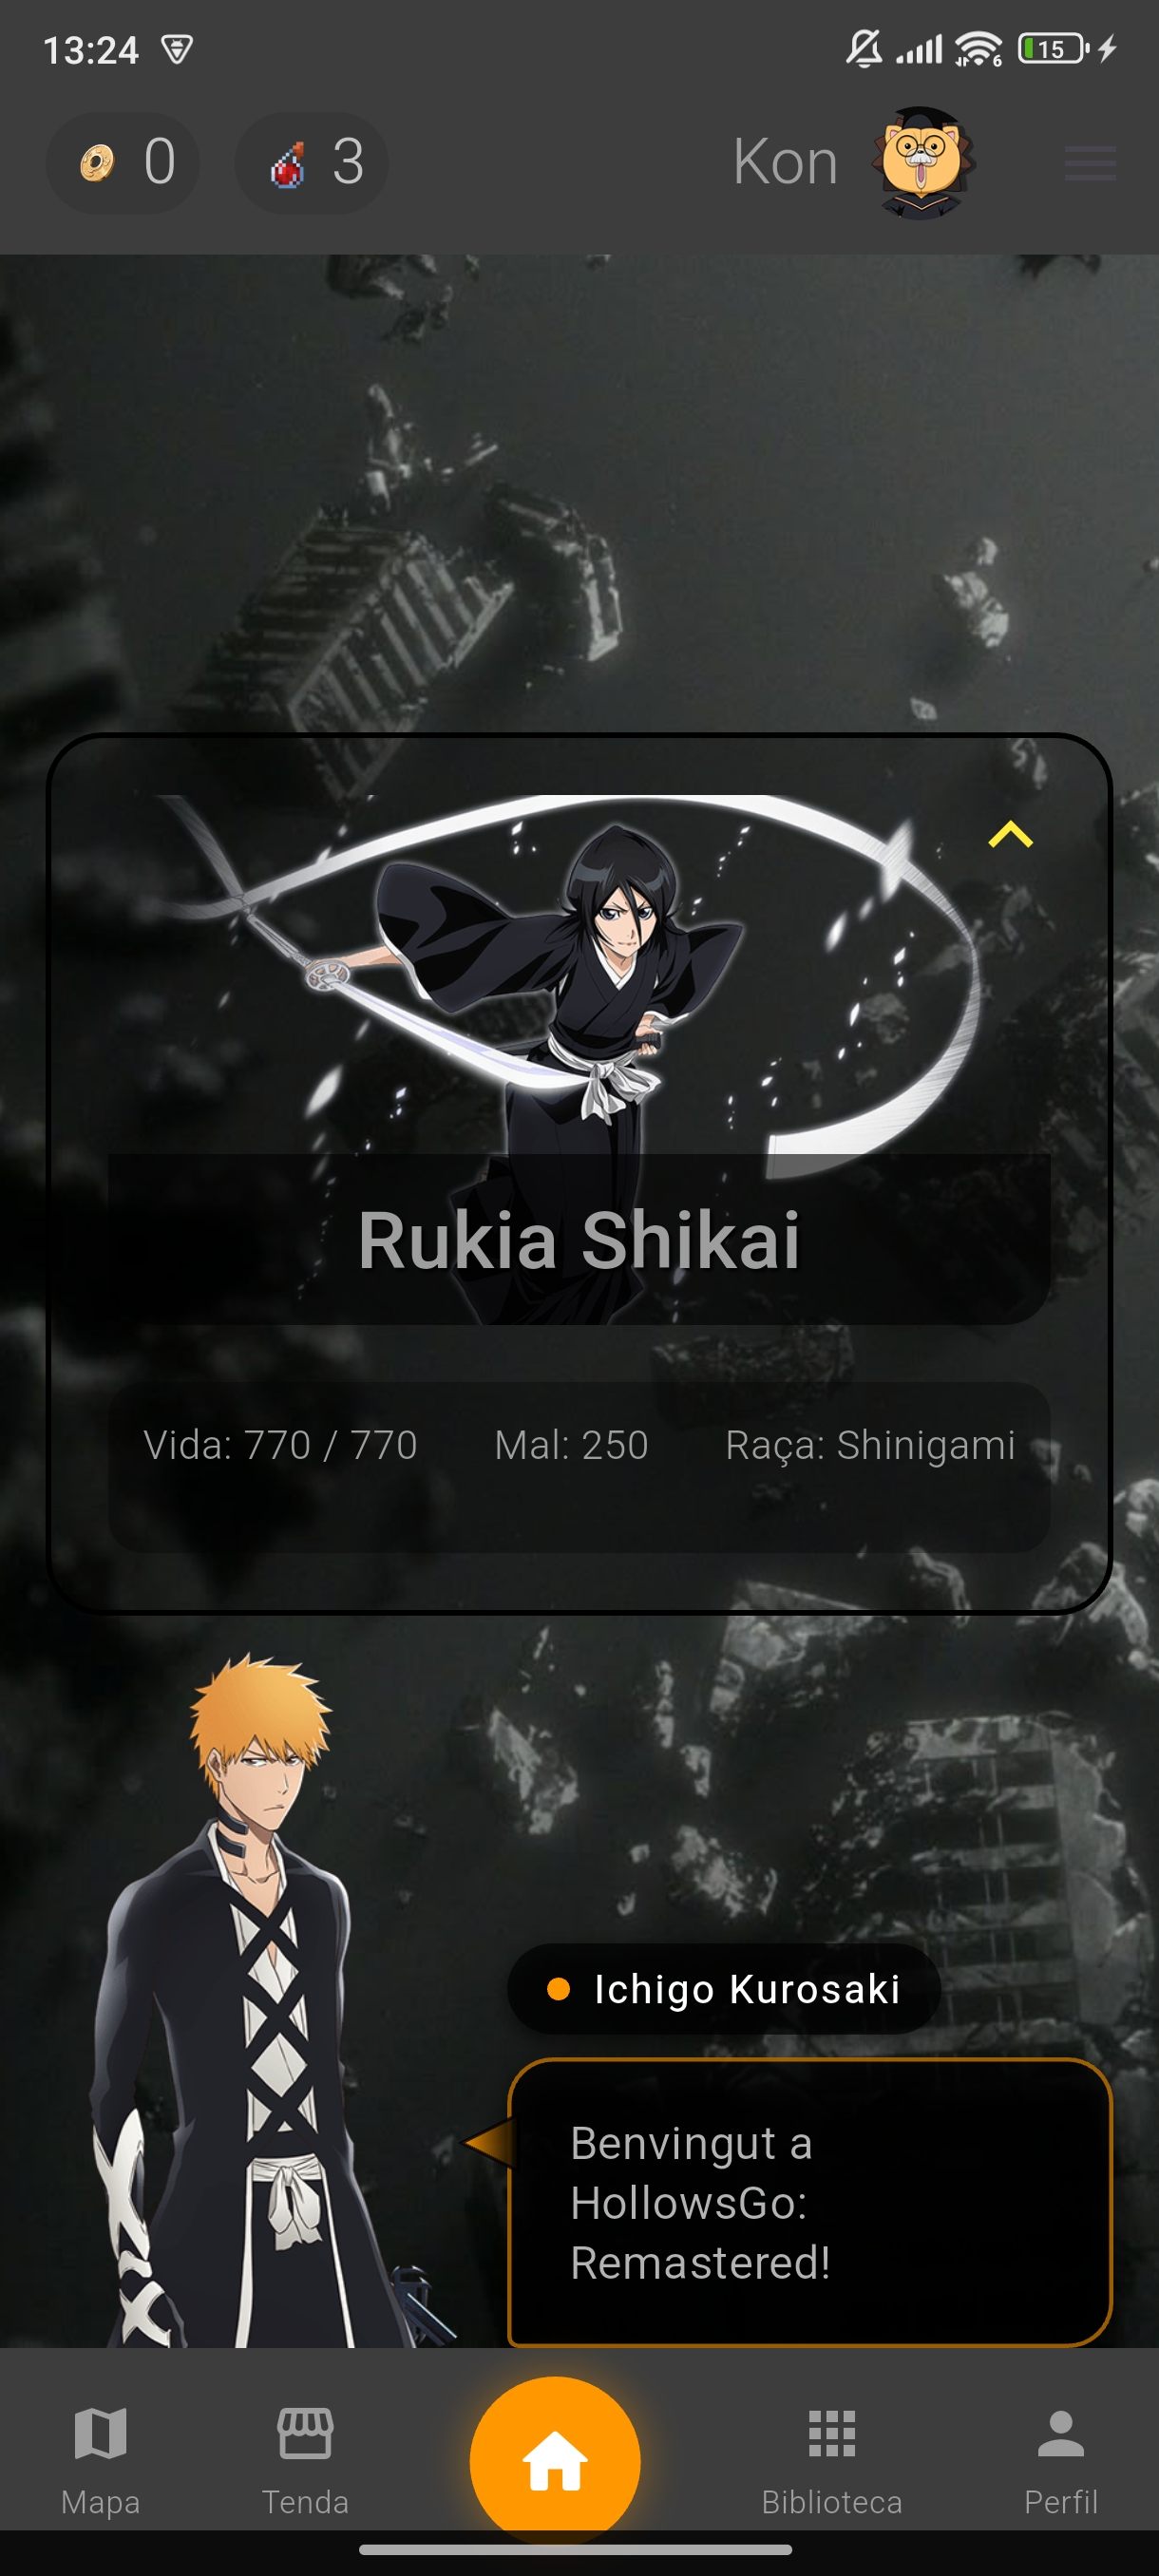 13:24
6
15
0
3
Kon
Rukia Shikai
Vida: 770 / 770 Mal: 250 Raça: Shinigami
Ichigo Kurosaki
Benvingut a
HollowsGo:
Remastered!
Mapa
Tenda
Biblioteca
Perfil